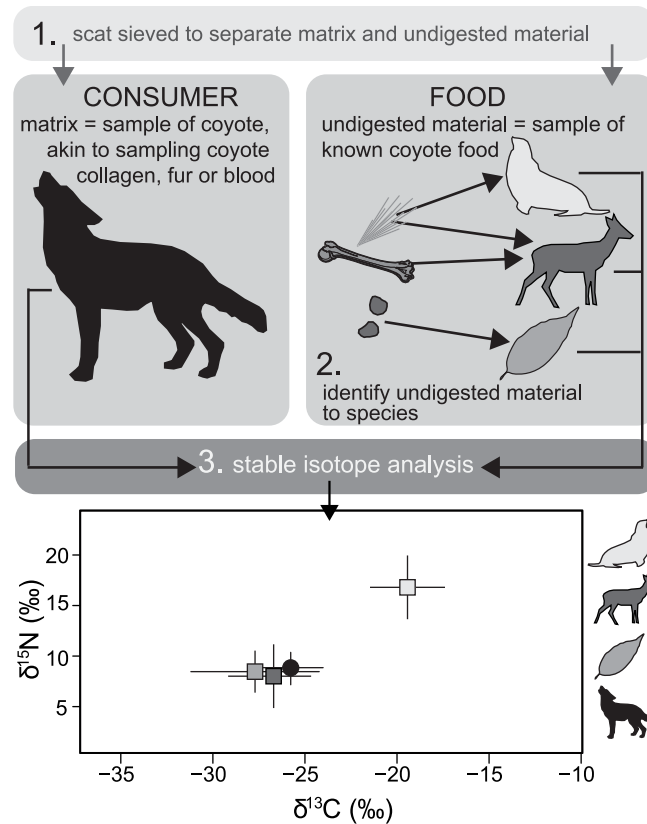 1. scat sieved to separate matrix and undigested material
CONSUMER
matrix = sample of coyote,
akin to sampling coyote
collagen, fur or blood
FOOD
undigested material = sample of
known coyote food
2.
identify undigested material
to species
3. stable isotope analysis
δ¹⁵N (‰)
20
15
10
5
−35
−30
−25
−20
−15
−10
δ¹³C (‰)